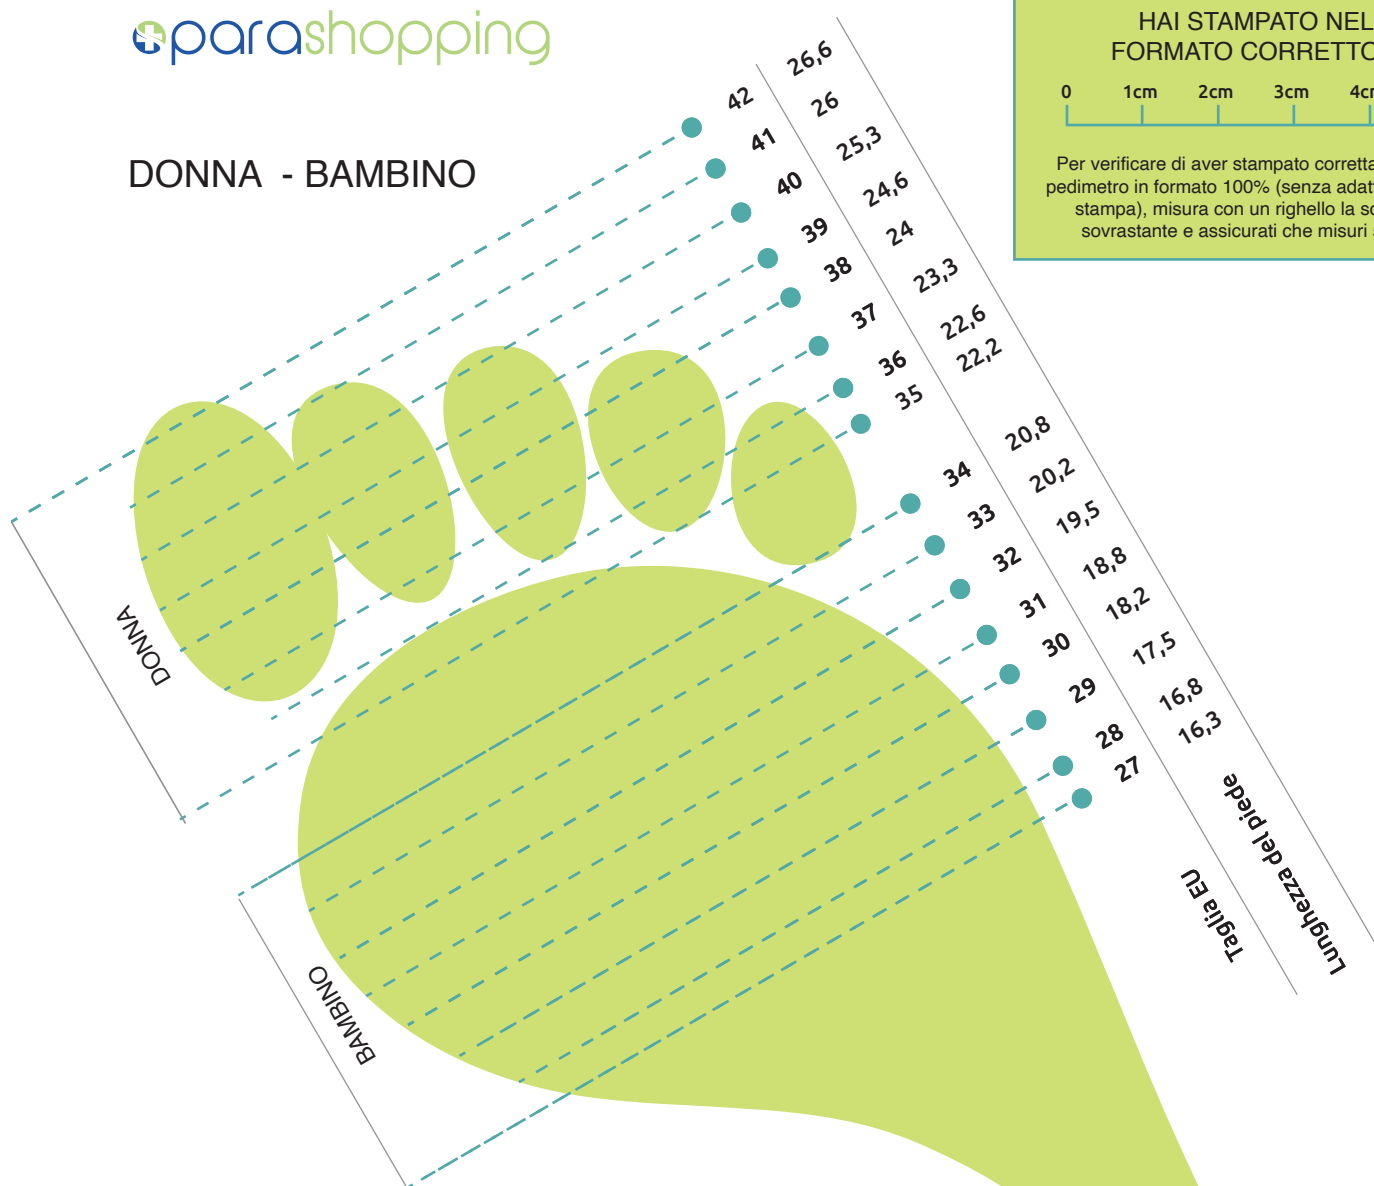 parashopping
DONNA - BAMBINO
HAI STAMPATO NEL
FORMATO CORRETTO
0 1cm 2cm 3cm
Per verificare di aver stampato
pedimetro in formato 100% (senza
stampa), misura con un righello la
sovrastante e assicurati che misuri
42 26,6
41 26
40 25,3
39 24,6
38 24
37 23,3
36 22,6
35 22,2
34 20,8
33 20,2
32 19,5
31 18,8
30 18,2
29 17,5
28 16,8
27 16,3
DONNA
BAMBINO
Taglia EU
Lunghezza del piede